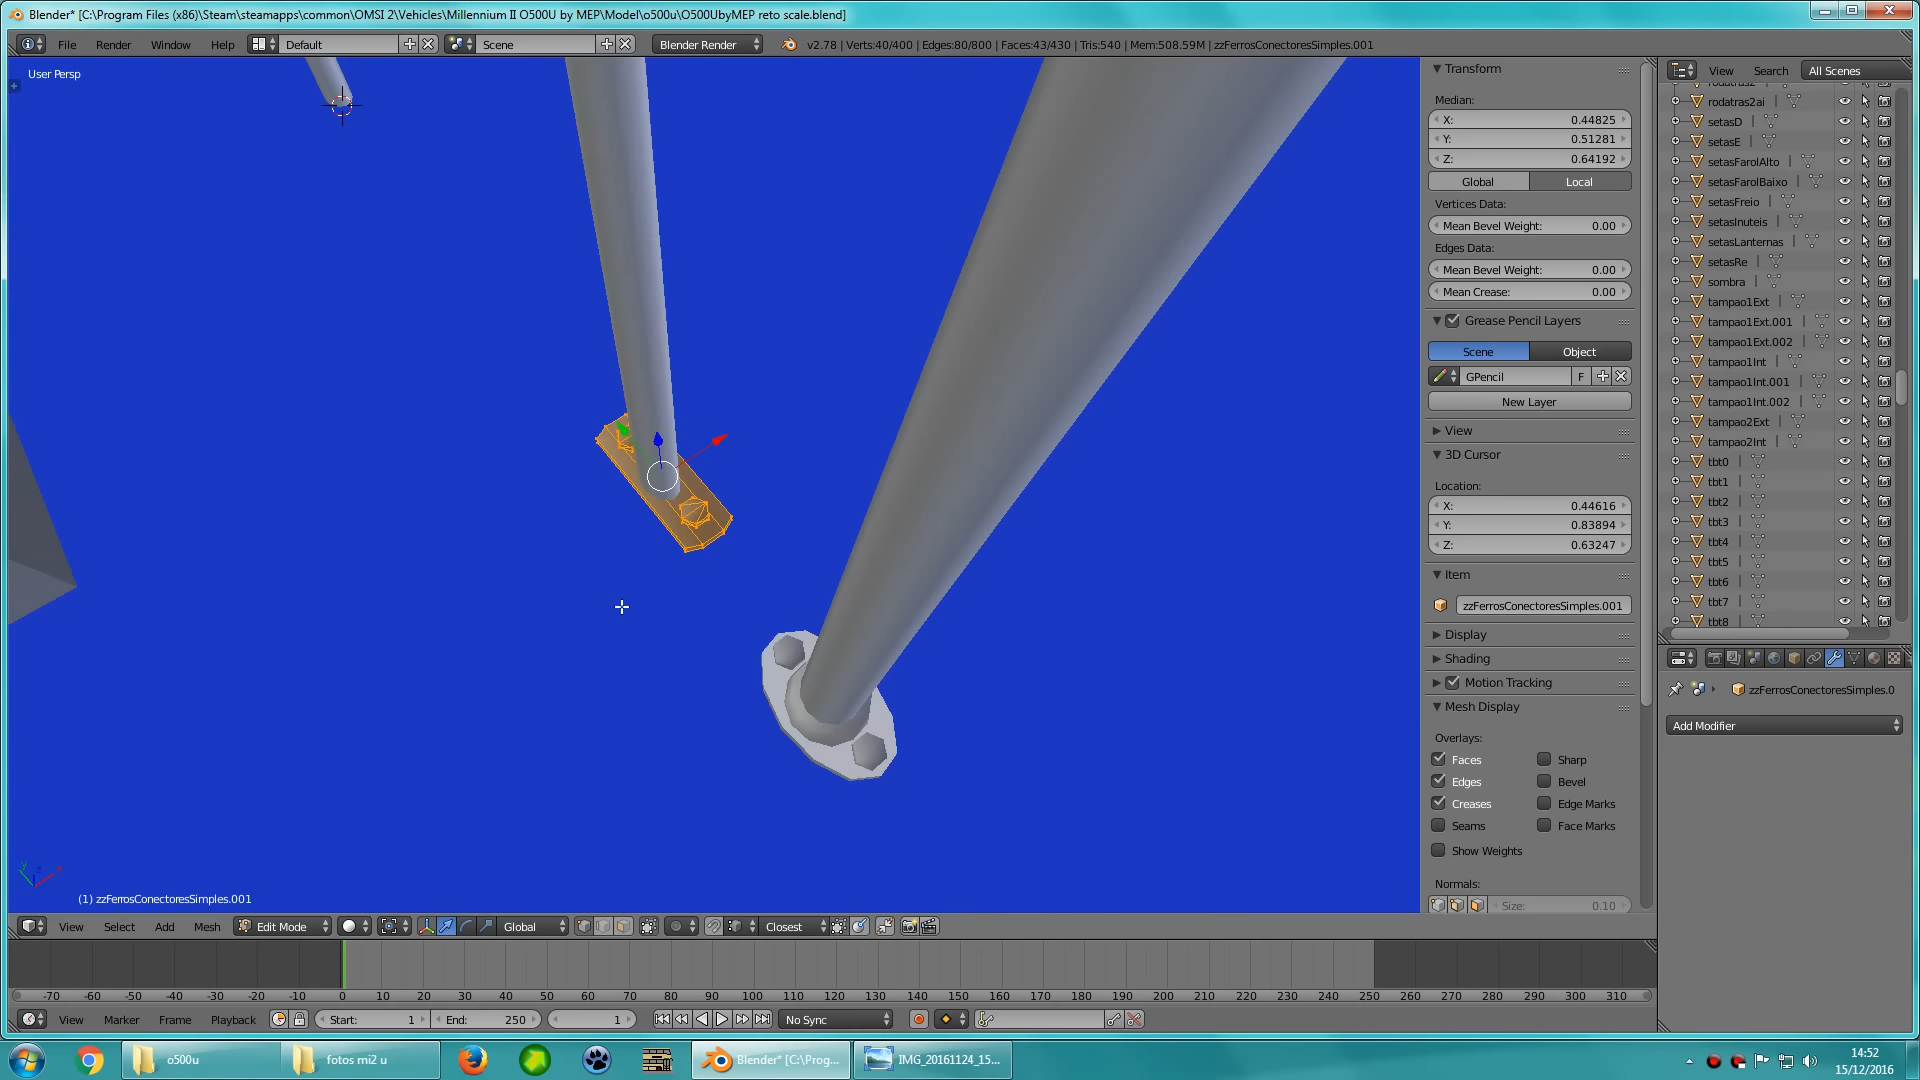 Blender* [C:\Program Files (x86)\Steam\steamapps\common\OMSI 2\Vehicles\Millennium II O500U by MEP\Model\o500u\O500UbyMEP reto scale.blend]
File Render Window Help Default Scene Blender Render v2.78 | Verts:40/400 | Edges:80/800 | Faces:43/430 | Tris:540 | Mem:508.59M | zzFerrosConectoresSimples.001
User Persp
(1) zzFerrosConectoresSimples.001
Transform
Median:
X: 0.44825
Y: 0.51281
Z: 0.64192
Global Local
Vertices Data:
Mean Bevel Weight: 0.00
Edges Data:
Mean Bevel Weight: 0.00
Mean Crease: 0.00
Grease Pencil Layers
Scene Object
GPencil F
New Layer
View
3D Cursor
Location:
X: 0.44616
Y: 0.83894
Z: 0.63247
Item
zzFerrosConectoresSimples.001
Display
Shading
Motion Tracking
Mesh Display
Overlays:
Faces Sharp
Edges Bevel
Creases Edge Marks
Seams Face Marks
Show Weights
Normals:
Size: 0.10
View Search All Scenes
rodatras2ai
setasD
setasE
setasFarolAlto
setasFarolBaixo
setasFreio
setasInuteis
setasLanternas
setasRe
sombra
tampao1Ext
tampao1Ext.001
tampao1Ext.002
tampao1Int
tampao1Int.001
tampao1Int.002
tampao2Ext
tampao2Int
tbt0
tbt1
tbt2
tbt3
tbt4
tbt5
tbt6
tbt7
tbt8
zzFerrosConectoresSimples.0
Add Modifier
View Select Add Mesh Edit Mode Global Closest
-70 -60 -50 -40 -30 -20 -10 0 10 20 30 40 50 60 70 80 90 100 110 120 130 140 150 160 170 180 190 200 210 220 230 240 250 260 270 280 290 300 310
View Marker Frame Playback Start: 1 End: 250 1 No Sync
o500u fotos mi2 u Blender* [C:\Prog... IMG_20161124_15...
14:52
15/12/2016